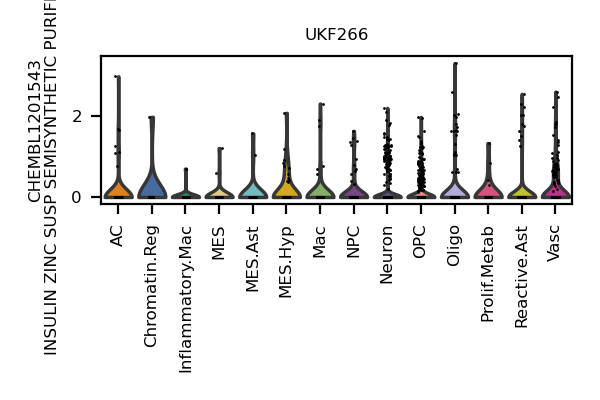 UKF266
CHEMBL1201543
INSULIN ZINC SUSP SEMISYNTHETIC
2
0
AC
Chromatin.Reg
Inflammatory.Mac
MES
MES.Ast
MES.Hyp
Mac
NPC
Neuron
OPC
Oligo
Prolif.Metab
Reactive.Ast
Vasc